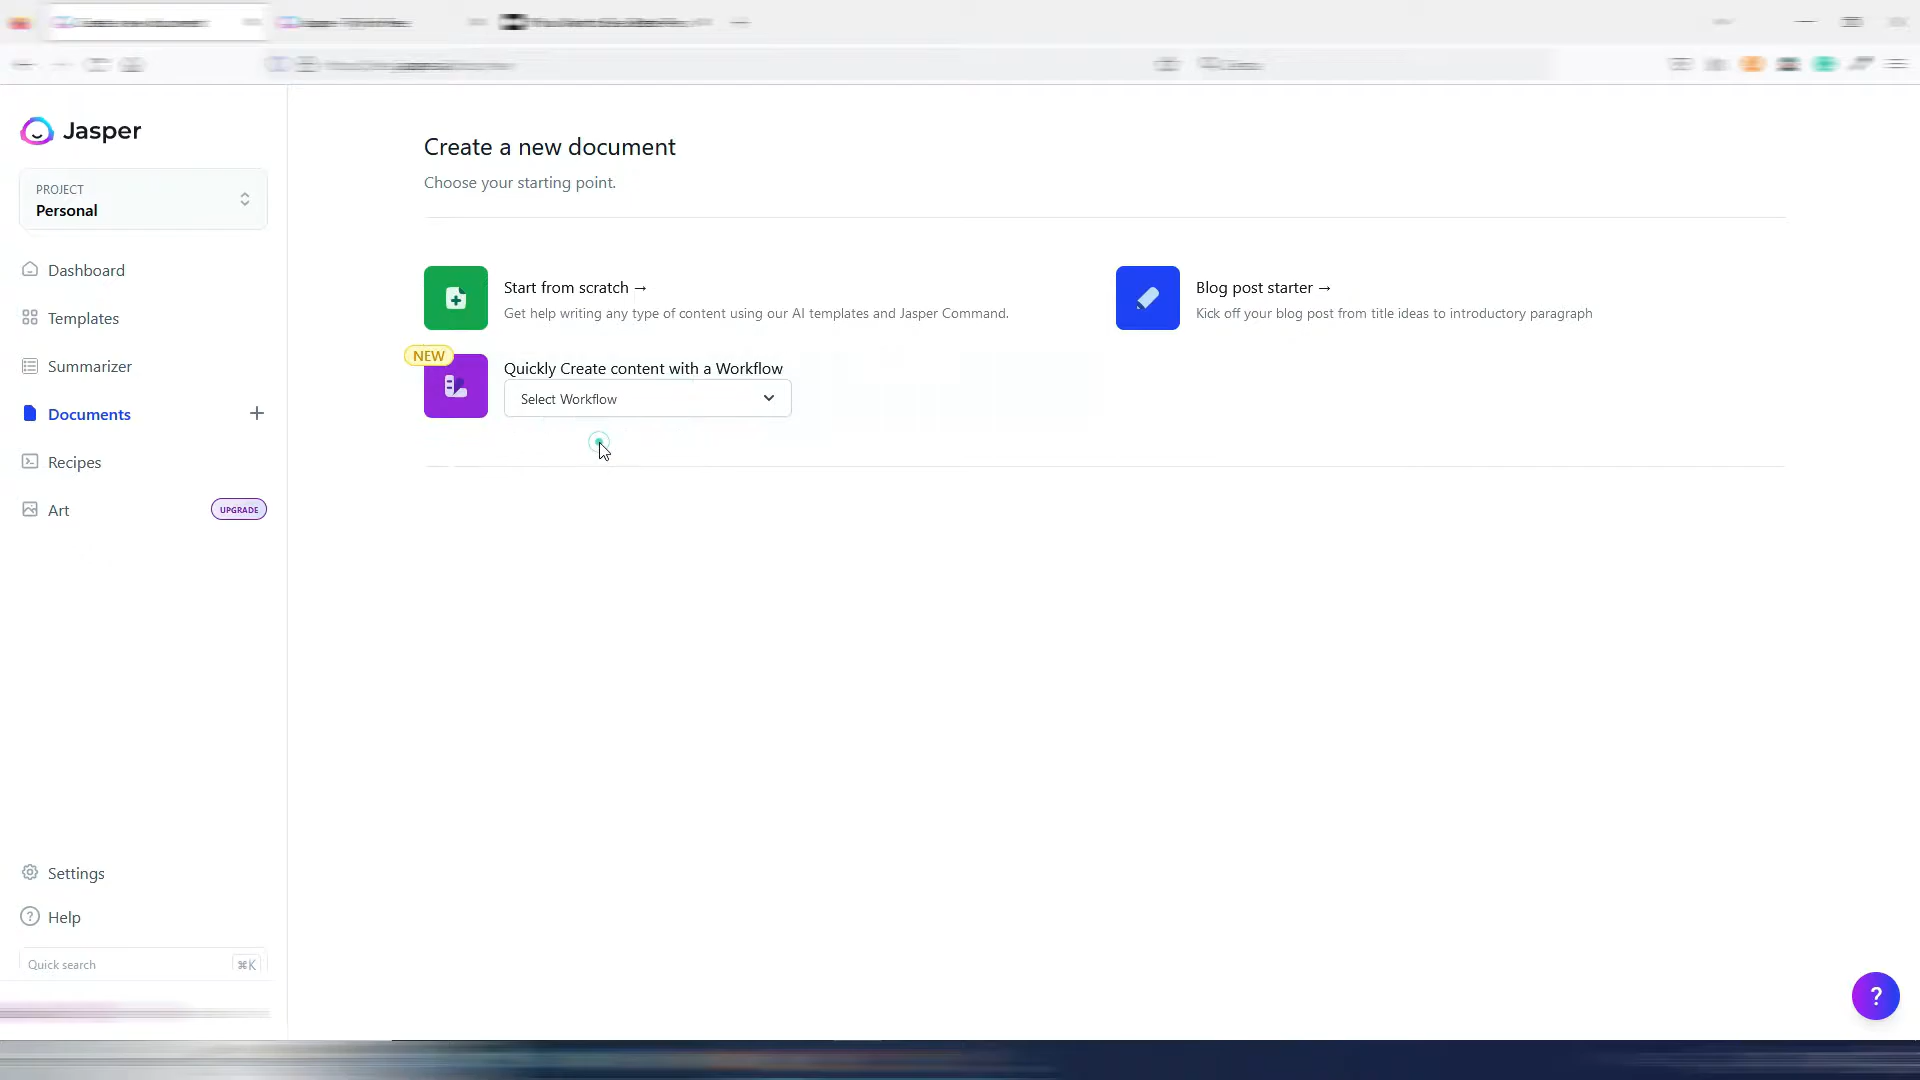 Jasper
PROJECT
Personal
Dashboard
Templates
Summarizer
Documents
Recipes
Art
UPGRADE
Settings
Help
Quick search
⌘K
Create a new document
Choose your starting point.
Start from scratch →
Get help writing any type of content using our AI templates and Jasper Command.
Blog post starter →
Kick off your blog post from title ideas to introductory paragraph
NEW
Quickly Create content with a Workflow
Select Workflow
?